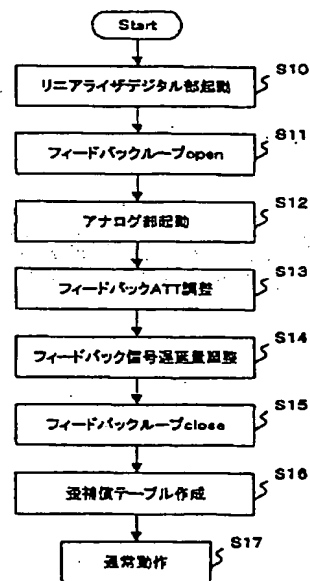 Start
S10
リニアライザデジタル部起動
S11
フィードバックループopen
S12
アナログ部起動
S13
フィードバックATT調整
S14
フィードバック信号遅延量調整
S15
フィードバックループclose
S16
歪補償テーブル作成
S17
通常動作